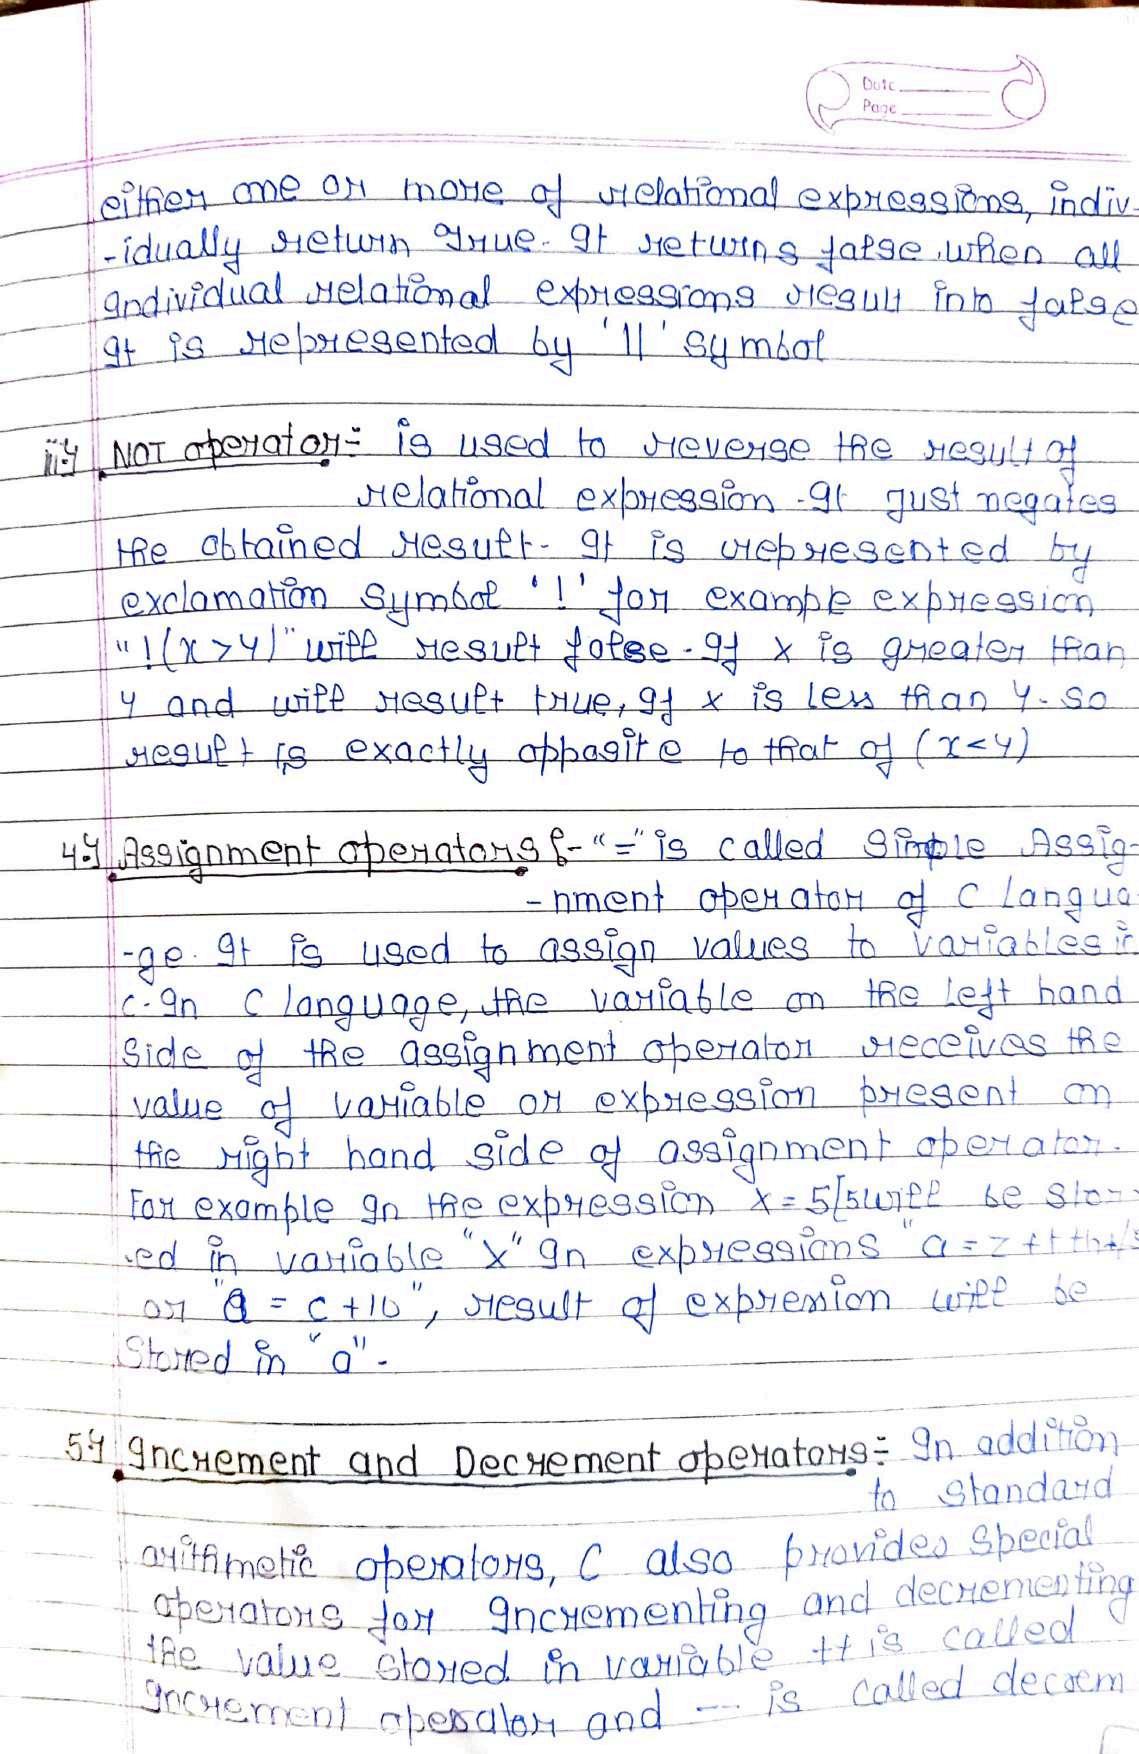 Date
Page
either one or more of relational expressions, indiv-
-idually return True. It returns false when all
Individual relational expressions result into false
It is represented by '||' symbol
iii) NOT operator:- is used to reverse the result of
relational expression. It just negates
the obtained result. It is represented by
exclamation symbol '!' for example expression
"!(x>y)" will result false. If x is greater than
y and will result true, If x is less than y. so
result is exactly opposite to that of (x<y)
4.) Assignment operators:- "=" is called Simple Assig-
-nment operator of C langua
-ge. It is used to assign values to variables in
C. In C language, the variable on the left hand
Side of the assignment operator receives the
value of variable or expression present on
the right hand side of assignment operator.
For example In the expression x = 5[5 will be stor-
-ed in variable "x" In expressions "a = z
or "a = c+10", result of expression will be
Stored in "a".
5.) Increment and Decrement operators:- In addition
to standard
arithmetic operators, C also provides special
operators for Incrementing and decrementing
the value stored in variable ++ is called
Increment operator and -- is called decrem